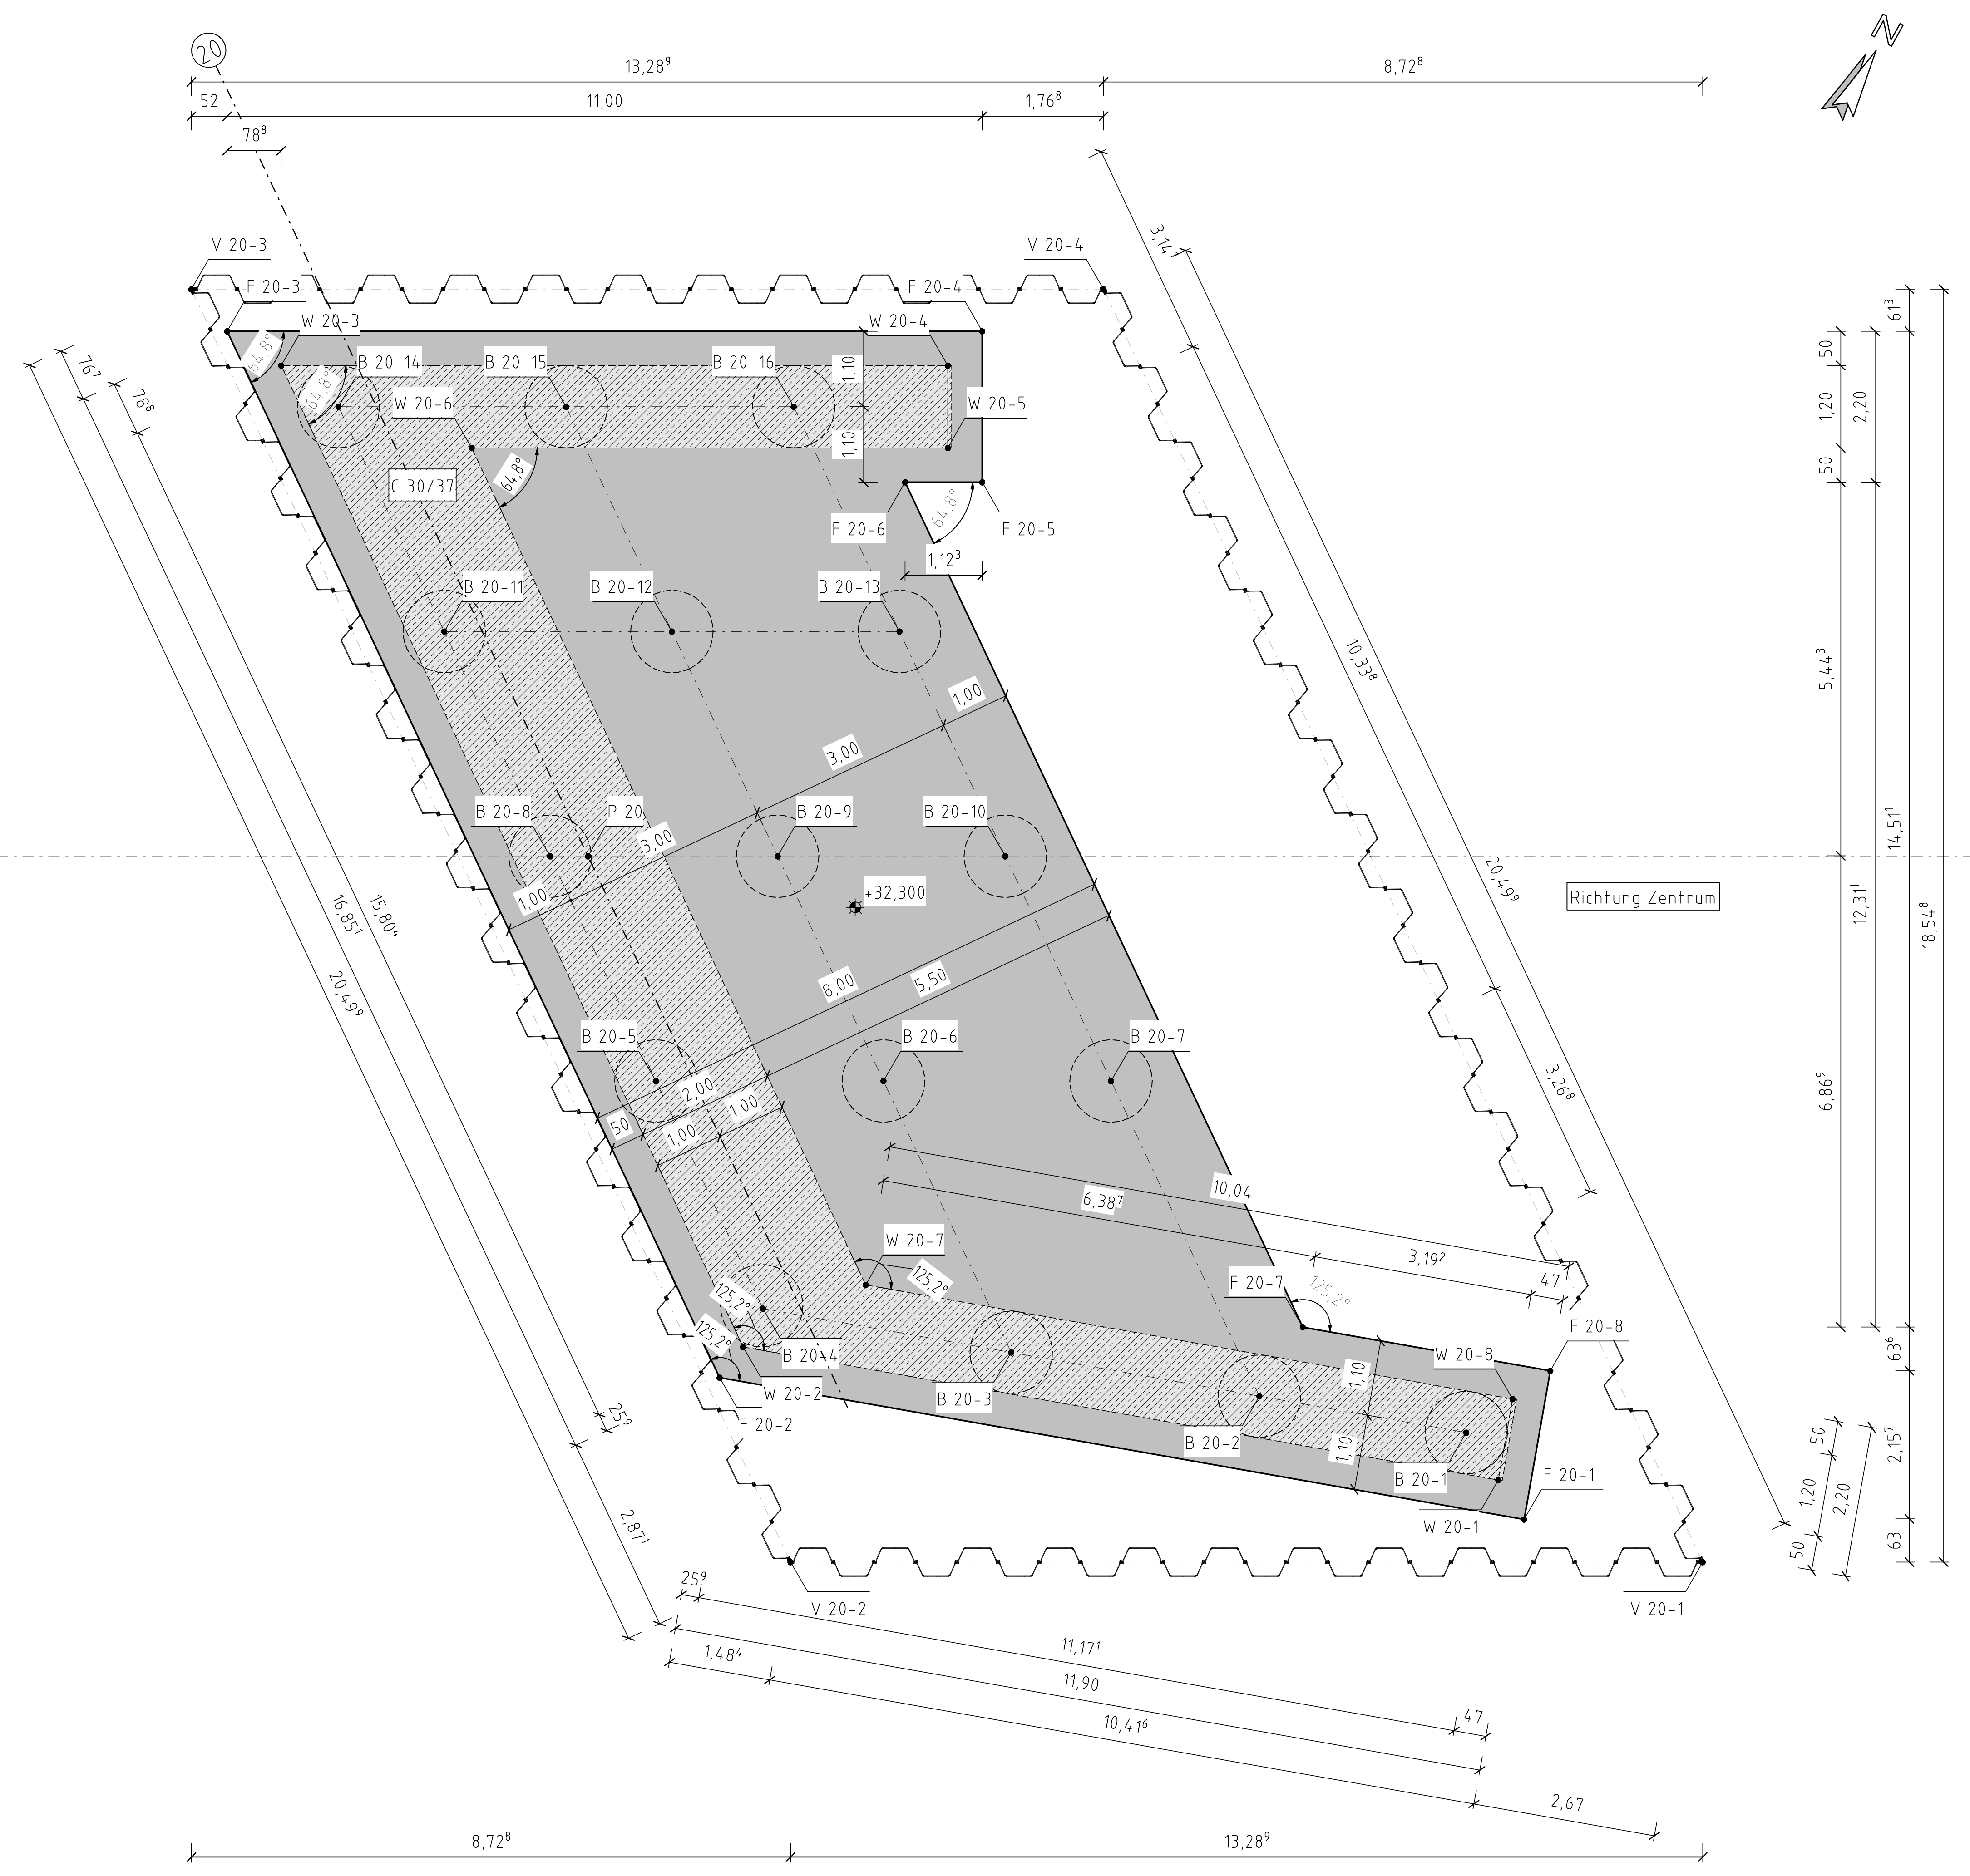 20
N
13,28⁹
8,72⁸
52
11,00
1,76⁸
78⁸
V 20-3
V 20-4
3,14¹
F 20-3
F 20-4
61³
W 20-3
W 20-4
64,8°
B 20-14
B 20-15
B 20-16
1,10
50
76⁷
78⁸
64,8°
W 20-6
W 20-5
1,20
2,20
1,10
64,8°
C 30/37
50
64,8°
F 20-6
F 20-5
1,12³
B 20-11
B 20-12
B 20-13
10,33⁸
5,44³
1,00
3,00
B 20-8
P 20
B 20-9
B 20-10
14,51¹
3,00
1,00
+32,300
20,49⁹
Richtung Zentrum
12,31¹
18,54⁸
16,85¹
15,80⁴
20,49⁹
8,00
5,50
B 20-5
B 20-6
B 20-7
2,00
1,00
50
1,00
3,26⁸
6,86⁹
10,04
6,38⁷
W 20-7
3,19²
125,2°
F 20-7
47
125,2°
125,2°
125,2°
F 20-8
63⁶
B 20-4
W 20-8
1,10
W 20-2
B 20-3
25⁹
F 20-2
B 20-2
1,10
B 20-1
F 20-1
50
2,15⁷
1,20
2,20
2,87¹
W 20-1
50
63
25⁹
V 20-2
V 20-1
11,17¹
1,48⁴
11,90
10,41⁶
47
2,67
8,72⁸
13,28⁹